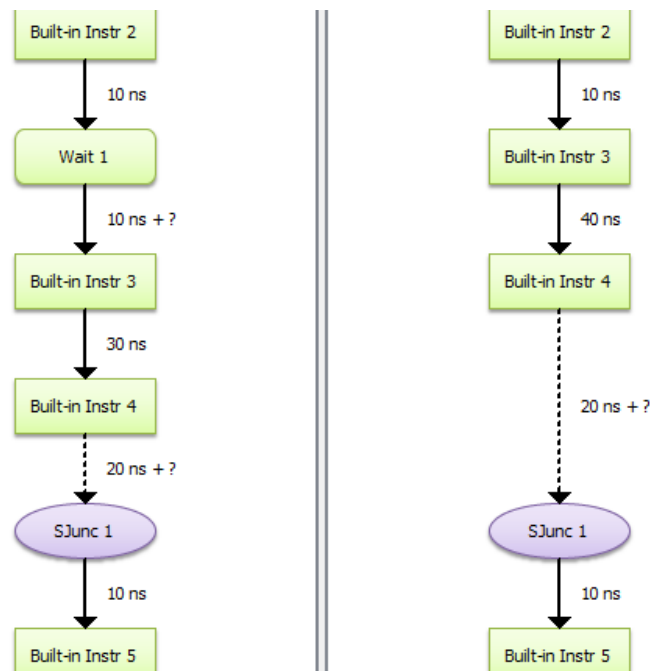 Built-in Instr 2
10 ns
Wait 1
10 ns + ?
Built-in Instr 3
30 ns
Built-in Instr 4
20 ns + ?
SJunc 1
10 ns
Built-in Instr 5
Built-in Instr 2
10 ns
Built-in Instr 3
40 ns
Built-in Instr 4
20 ns + ?
SJunc 1
10 ns
Built-in Instr 5